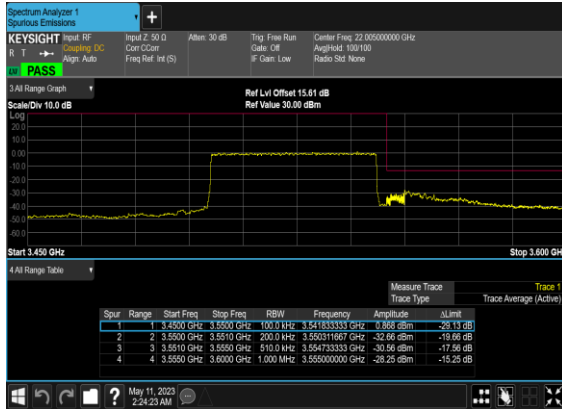 Spectrum Analyzer 1
Spurious Emissions
KEYSIGHT Input: RF Input Z: 50 Ω Atten: 30 dB Trig: Free Run Center Freq: 22.005000000 GHz
R T Coupling: DC Corr CCorr Gate: Off Avg|Hold: 100/100
Align: Auto Freq Ref: Int (S) IF Gain: Low Radio Std: None
PASS
3 All Range Graph
Ref Lvl Offset 15.61 dB
Scale/Div 10.0 dB Ref Value 30.00 dBm
Log
20.0
10.0
0.00
-10.0
-20.0
-30.0
-40.0
-50.0
-60.0
Start 3.450 GHz Stop 3.600 GH
4 All Range Table
Measure Trace Trace 1
Trace Type Trace Average (Active)
Spur Range Start Freq Stop Freq RBW Frequency Amplitude ΔLimit
1 1 3.4500 GHz 3.5500 GHz 100.0 kHz 3.541833333 GHz 0.868 dBm -29.13 dB
2 2 3.5500 GHz 3.5510 GHz 200.0 kHz 3.550311667 GHz -32.66 dBm -19.66 dB
3 3 3.5510 GHz 3.5550 GHz 510.0 kHz 3.554733333 GHz -30.56 dBm -17.56 dB
4 4 3.5550 GHz 3.6000 GHz 1.000 MHz 3.555000000 GHz -28.25 dBm -15.25 dB
? May 11, 2023
2:24:23 AM